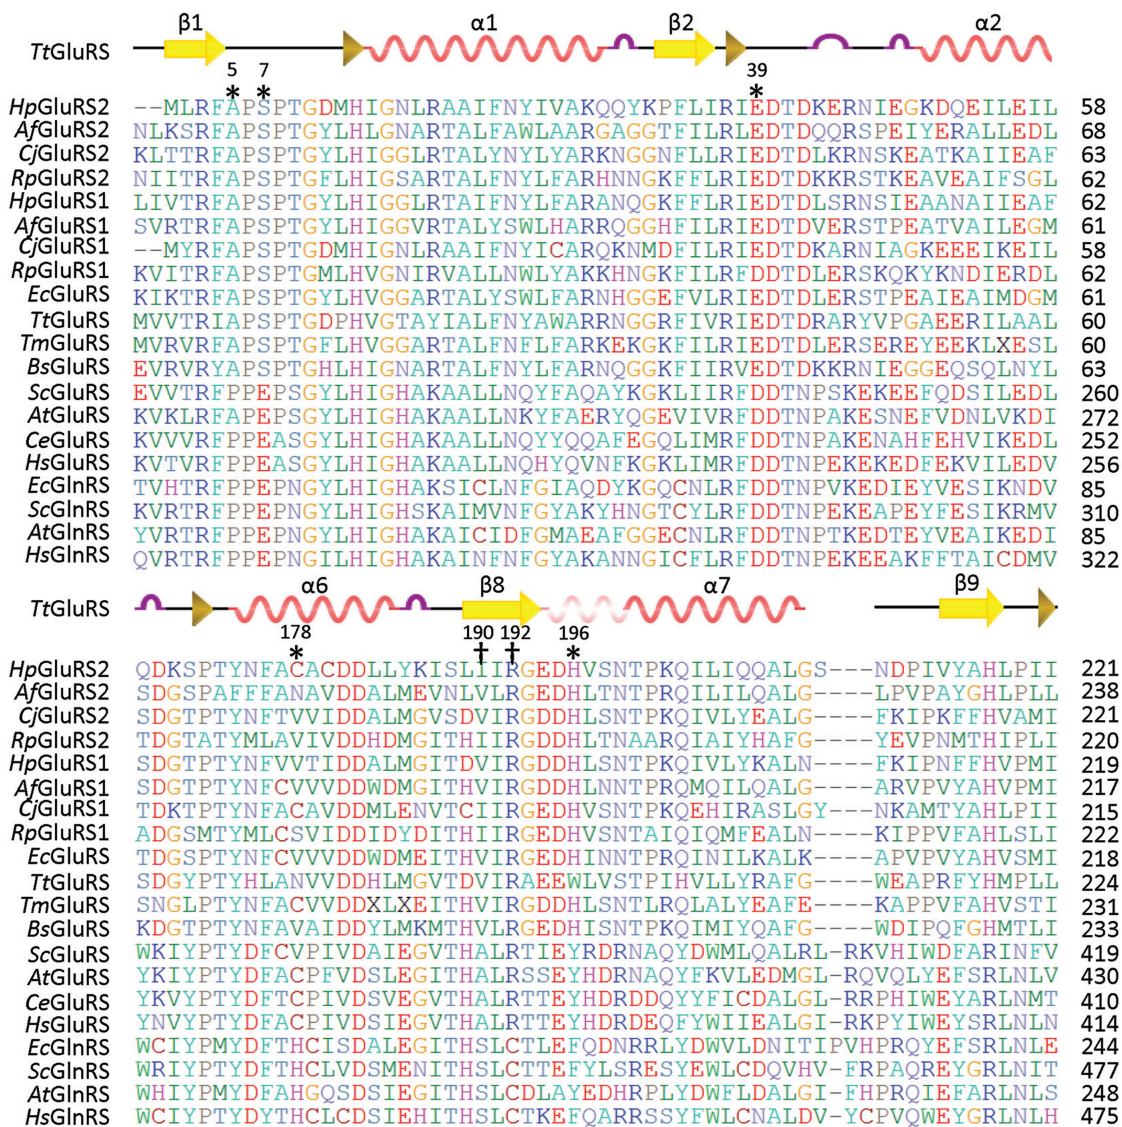 β1 α1 β2 α2
TtGluRS
5 7 39
* * *
HpGluRS2 --MLRFAPSPTGDMHIGNLRAAIFNYIVAKQQYKPFLIRIEDTDKERNIEGKDQEILEIL 58
AfGluRS2 NLKSRFAPSPTGYLHLGNARTALFAWLAARGAGGTFILRLEDTDQQRSPEIYERALLEDL 68
CjGluRS2 KLTTRFAPSPTGYLHIGGLRTALYNYLYARKNGGNFLLRIEDTDLKRNSKEATKAIIEAF 63
RpGluRS2 NIITRFAPSPTGFLHIGSARTALFNYLFARHNNGKFFLRIEDTDKKRSTKEAVEAIFSGL 62
HpGluRS1 LIVTRFAPSPTGYLHIGGLRTAIFNYLFARANQGKFFLRIEDTDLSRNSIEAANAIIEAF 62
AfGluRS1 SVRTRFAPSPTGYLHIGGVRTALYSWLHARRQGGHFILRIEDTDVERSTPEATVAILEGM 61
CjGluRS1 --MYRFAPSPTGDMHIGNLRAAIFNYICARQKNMDFILRIEDTDKARNIAGKEEEIKEIL 58
RpGluRS1 KVITRFAPSPTGMLHVGNIRVALLNWLYAKKHNGKFILRFDDTDLERSKQKYKNDIERDL 62
EcGluRS KIKTRFAPSPTGYLHVGGARTALYSWLFARNHGGEFVLRIEDTDLERSTPEAIEAIMDGM 61
TtGluRS MVVTRIAPSPTGDPHVGTAYIALFNYAWARRNGGRFIVRIEDTDRARYVPGAEERILAAL 60
TmGluRS MVRVRFAPSPTGFLHVGGARTALFNFLFARKEKGKFILRIEDTDLERSEREYEEKLXESL 60
BsGluRS EVRVRYAPSPTGHLHIGNARTALFNYLFARNQGGKFIIRVEDTDKKRNIEGGEQSQLNYL 63
ScGluRS EVVTRFPPEPSGYLHIGHAKAALLNQYFAQAYKGKLIIRFDDTNPSKEKEEFQDSILEDL 260
AtGluRS KVKLRFAPEPSGYLHIGHAKAALLNKYFAERYQGEVIVRFDDTNPAKESNEFVDNLVKDI 272
CeGluRS KVVVRFPPEASGYLHIGHAKAALLNQYYQQAFEGQLIMRFDDTNPAKENAHFEHVIKEDL 252
HsGluRS KVTVRFPPEASGYLHIGHAKAALLNQHYQVNFKGKLIMRFDDTNPEKEKEDFEKVILEDV 256
EcGlnRS TVHTRFPPEPNGYLHIGHAKSICLNFGIAQDYKGQCNLRFDDTNPVKEDIEYVESIKNDV 85
ScGlnRS KVRTRFPPEPNGYLHIGHSKAIMVNFGYAKYHNGTCYLRFDDTNPEKEAPEYFESIKRMV 310
AtGlnRS YVRTRFPPEPNGYLHIGHAKAICIDFGMAEAFGGECNLRFDDTNPTKEDTEYVEAIKEDI 85
HsGlnRS QVRTRFPPEPNGILHIGHAKAINFNFGYAKANNGICFLRFDDTNPEKEEAKFFTAICDMV 322
α6 β8 α7 β9
TtGluRS
178 190 192 196
* † † *
HpGluRS2 QDKSPTYNFACACDDLLYKISLIIRGEDHVSNTPKQILIQQALGS----NDPIVYAHLPII 221
AfGluRS2 SDGSPAFFFANAVDDALMEVNLVLRGEDHLTNTPRQILILQALG-----LPVPAYGHLPLL 238
CjGluRS2 SDGTPTYNFTVVIDDALMGVSDVIRGDDHLSNTPKQIVLYEALG-----FKIPKFFHVAMI 221
RpGluRS2 TDGTATYMLAVIVDDHDMGITHIIRGDDHLTNAARQIAIYHAFG-----YEVPNMTHIPLI 220
HpGluRS1 SDGTPTYNFVVTIDDALMGITDVIRGDDHLSNTPKQIVLYKALN-----FKIPNFFHVPMI 219
AfGluRS1 SDGTPTYNFCVVVDDWDMGITHVIRGDDHVSNTPRQMQILQALG-----ARVPVYAHVPMI 217
CjGluRS1 TDKTPTYNFACAVDDMLENVTCIIRGEDHVSNTPKQEHIRASLGY----NKAMTYAHLPII 215
RpGluRS1 ADGSMTYMLCSVIDDIDYDITHIIRGEDHVSNTAIQIQMFEALN-----KIPPVFAHLSLI 222
EcGluRS TDGSPTYNFCVVVDDWDMEITHVIRGEDHINNTPRQINILKALK-----APVPVYAHVSMI 218
TtGluRS SDGYPTYHLANVVDDHLMGVTDVIRAEEWLVSTPIHVLLYRAFG-----WEAPRFYHMPLL 224
TmGluRS SNGLPTYNFACVVDDXLXEITHVIRGDDHLSNTLRQLALYEAFE-----KAPPVFAHVSTI 231
BsGluRS KDGTPTYNFAVAIDDYLMKMTHVLRGEDHISNTPKQIMIYQAFG-----WDIPQFGHMTLI 233
ScGluRS WKIYPTYDFCVPIVDAIEGVTHALRTIEYRDRNAQYDWMLQALRL-RKVHIWDFARINFV 419
AtGluRS YKIYPTYDFACPFVDSLEGITHALRSSEYHDRNAQYFKVLEDMGL-RQVQLYEFSRLNLV 430
CeGluRS YKVYPTYDFTCPIVDSVEGVTHALRTTEYHDRDDQYYFICDALGL-RRPHIWEYARLNMT 410
HsGluRS YNVYPTYDFACPIVDSIEGVTHALRTTEYHDRDEQFYWIIEALGI-RKPYIWEYSRLNLN 414
EcGlnRS WCIYPMYDFTHCISDALEGITHSLCTLEFQDNRRLYDWVLDNITIPVHPRQYEFSRLNLE 244
ScGlnRS WRIYPTYDFTHCLVDSMENITHSLCTTEFYLSRESYEWLCDQVHV-FRPAQREYGRLNIT 477
AtGlnRS WHIYPMYDFAHGQSDSIEGITHSLCDLAYEDHRPLYDWFLDALGI-FHPRQIEFARLNLS 248
HsGlnRS WCIYPTYDYTHCLCDSIEHITHSLCTKEFQARRSSYFWLCNALDV-YCPVQWEYGRLNLH 475